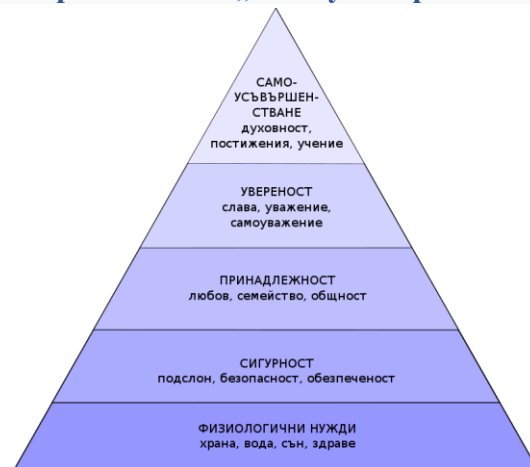 САМО-
УСЪВЪРШЕН-
СТВАНЕ
духовност,
постижения, учение
УВЕРЕНОСТ
слава, уважение,
самоуважение
ПРИНАДЛЕЖНОСТ
любов, семейство, общност
СИГУРНОСТ
подслон, безопасност, обезпеченост
ФИЗИОЛОГИЧНИ НУЖДИ
храна, вода, сън, здраве